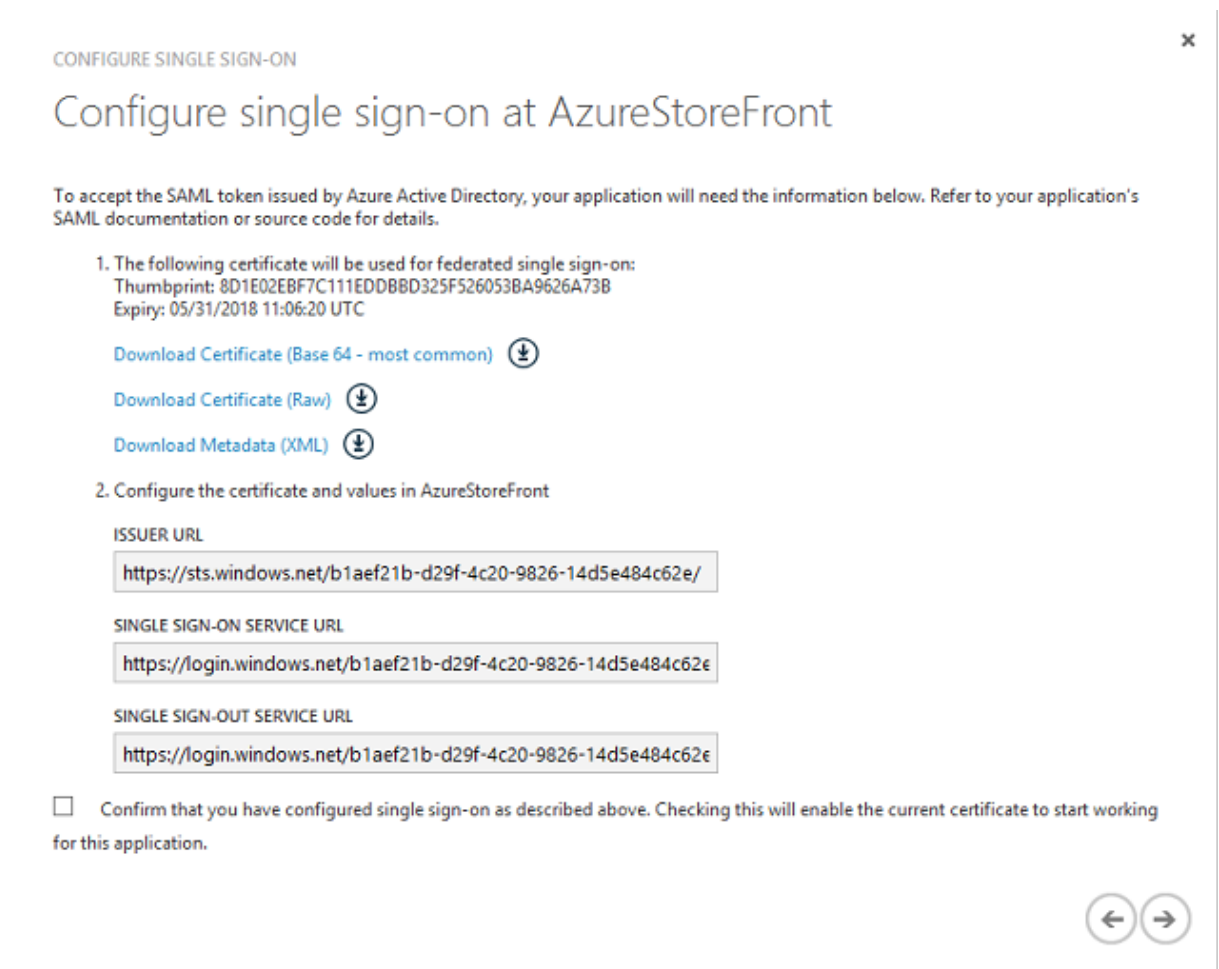 CONFIGURE SINGLE SIGN-ON
Configure single sign-on at AzureStoreFront
To accept the SAML token issued by Azure Active Directory, your application will need the information below. Refer to your application's
SAML documentation or source code for details.
1. The following certificate will be used for federated single sign-on:
Thumbprint: 8D1E02EBF7C111EDDBBD325F526053BA9626A73B
Expiry: 05/31/2018 11:06:20 UTC
Download Certificate (Base 64 - most common)
Download Certificate (Raw)
Download Metadata (XML)
2. Configure the certificate and values in AzureStoreFront
ISSUER URL
https://sts.windows.net/b1aef21b-d29f-4c20-9826-14d5e484c62e/
SINGLE SIGN-ON SERVICE URL
https://login.windows.net/b1aef21b-d29f-4c20-9826-14d5e484c62e
SINGLE SIGN-OUT SERVICE URL
https://login.windows.net/b1aef21b-d29f-4c20-9826-14d5e484c62e
Confirm that you have configured single sign-on as described above. Checking this will enable the current certificate to start working
for this application.